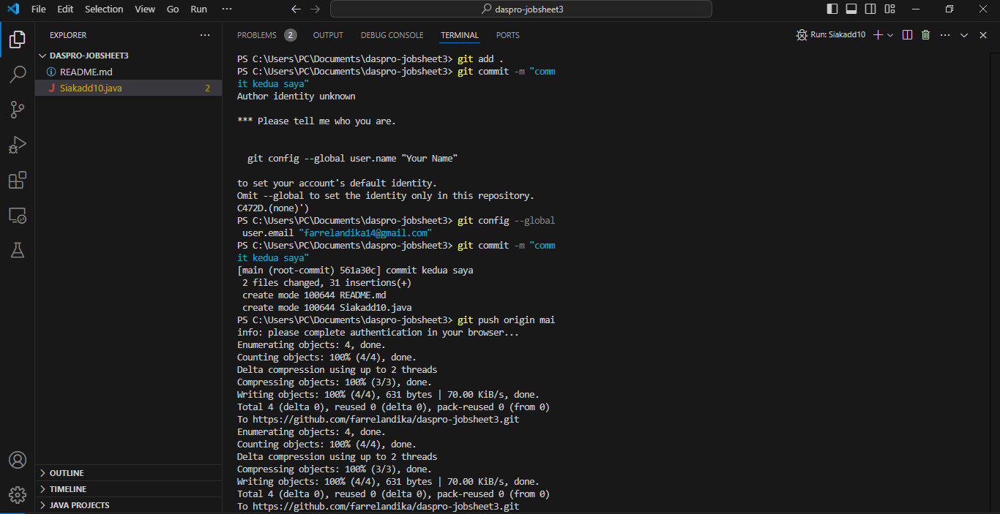 File Edit Selection View Go Run ···
daspro-jobsheet3
EXPLORER ···
DASPRO-JOBSHEET3
README.md
Siakadd10.java 2
OUTLINE
TIMELINE
JAVA PROJECTS
PROBLEMS 2 OUTPUT DEBUG CONSOLE TERMINAL PORTS
Run: Siakadd10
PS C:\Users\PC\Documents\daspro-jobsheet3> git add .
PS C:\Users\PC\Documents\daspro-jobsheet3> git commit -m "comm
it kedua saya"
Author identity unknown
*** Please tell me who you are.
git config --global user.name "Your Name"
to set your account's default identity.
Omit --global to set the identity only in this repository.
C472D.(none)')
PS C:\Users\PC\Documents\daspro-jobsheet3> git config --global
user.email "farrelandika14@gmail.com"
PS C:\Users\PC\Documents\daspro-jobsheet3> git commit -m "comm
it kedua saya"
[main (root-commit) 561a30c] commit kedua saya
2 files changed, 31 insertions(+)
create mode 100644 README.md
create mode 100644 Siakadd10.java
PS C:\Users\PC\Documents\daspro-jobsheet3> git push origin mai
info: please complete authentication in your browser...
Enumerating objects: 4, done.
Counting objects: 100% (4/4), done.
Delta compression using up to 2 threads
Compressing objects: 100% (3/3), done.
Writing objects: 100% (4/4), 631 bytes | 70.00 KiB/s, done.
Total 4 (delta 0), reused 0 (delta 0), pack-reused 0 (from 0)
To https://github.com/farrelandika/daspro-jobsheet3.git
Enumerating objects: 4, done.
Counting objects: 100% (4/4), done.
Delta compression using up to 2 threads
Compressing objects: 100% (3/3), done.
Writing objects: 100% (4/4), 631 bytes | 70.00 KiB/s, done.
Total 4 (delta 0), reused 0 (delta 0), pack-reused 0 (from 0)
To https://github.com/farrelandika/daspro-jobsheet3.git